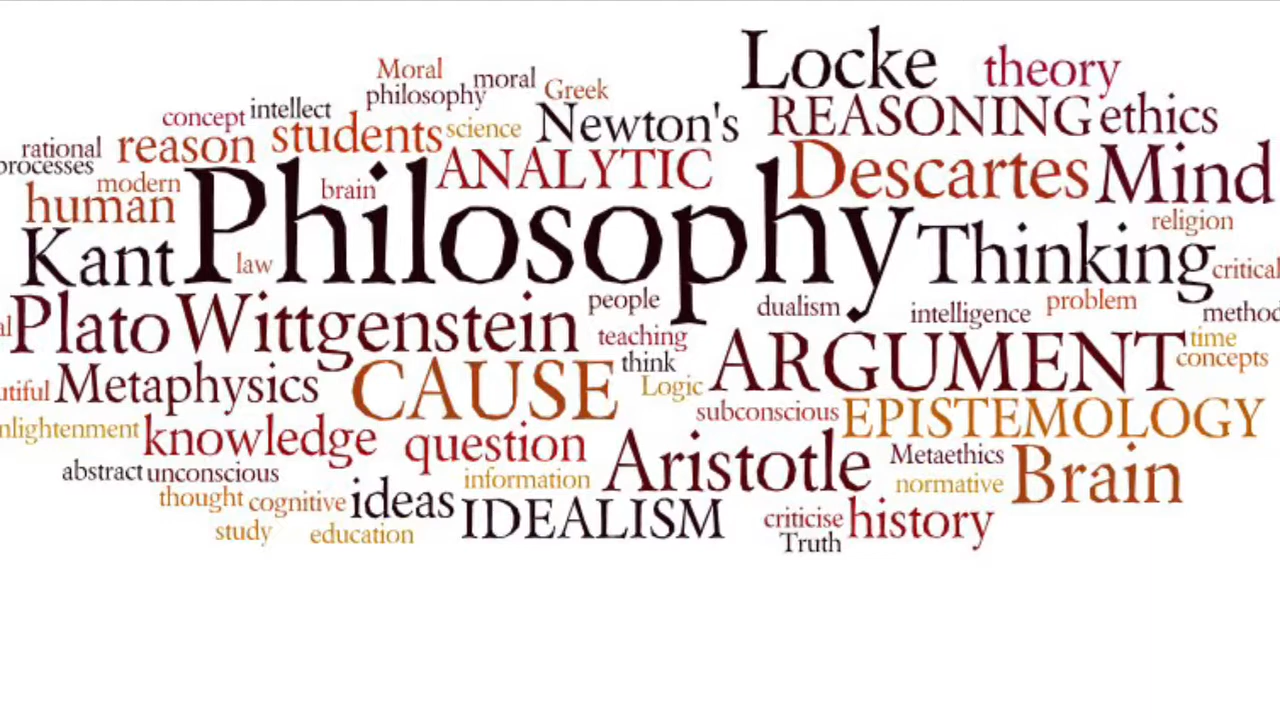 Locke theory
Moral moral
philosophy Greek
concept intellect
Newton's REASONING ethics
rational reason students science
processes modern brain ANALYTIC Descartes Mind
human Philosophy religion
Kant law Thinking critical
people dualism intelligence problem method
al Plato Wittgenstein teaching time
think ARGUMENT concepts
utiful Metaphysics CAUSE Logic
subconscious EPISTEMOLOGY
nlightenment knowledge question Aristotle Metaethics Brain
abstract unconscious information normative
thought cognitive ideas IDEALISM criticise history
study education Truth